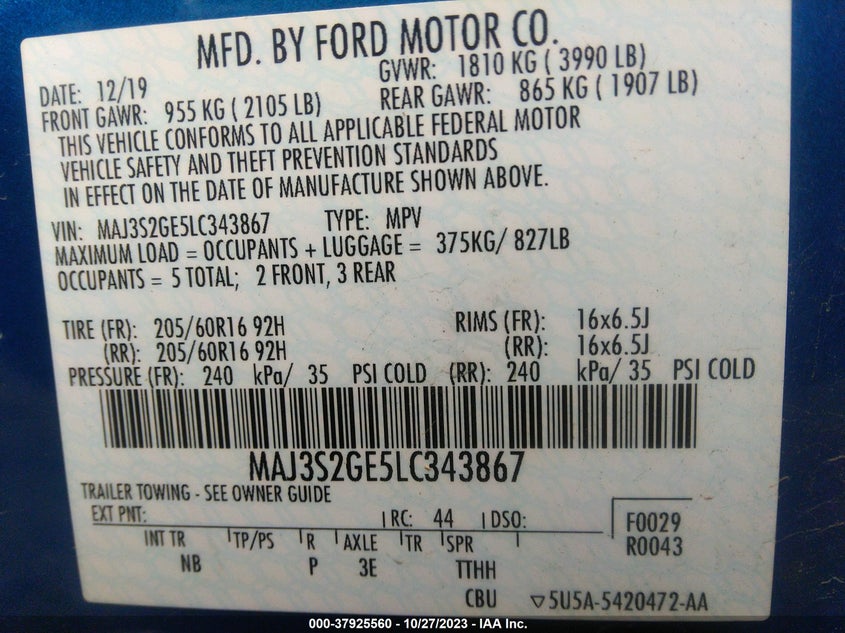 MFD. BY FORD MOTOR CO.
DATE: 12/19 GVWR: 1810 KG ( 3990 LB)
FRONT GAWR: 955 KG ( 2105 LB) REAR GAWR: 865 KG ( 1907 LB)
THIS VEHICLE CONFORMS TO ALL APPLICABLE FEDERAL MOTOR
VEHICLE SAFETY AND THEFT PREVENTION STANDARDS
IN EFFECT ON THE DATE OF MANUFACTURE SHOWN ABOVE.
VIN: MAJ3S2GE5LC343867 TYPE: MPV
MAXIMUM LOAD = OCCUPANTS + LUGGAGE = 375KG/ 827LB
OCCUPANTS = 5 TOTAL; 2 FRONT, 3 REAR
TIRE (FR): 205/60R16 92H RIMS (FR): 16x6.5J
(RR): 205/60R16 92H (RR): 16x6.5J
PRESSURE (FR): 240 kPa/ 35 PSI COLD (RR): 240 kPa/ 35 PSI COLD
MAJ3S2GE5LC343867
TRAILER TOWING - SEE OWNER GUIDE
EXT PNT: RC: 44 DSO: F0029
R0043
INT TR TP/PS R AXLE TR SPR
NB P 3E TTHH
CBU ▽5U5A-5420472-AA
000-37925560 - 10/27/2023 - IAA Inc.